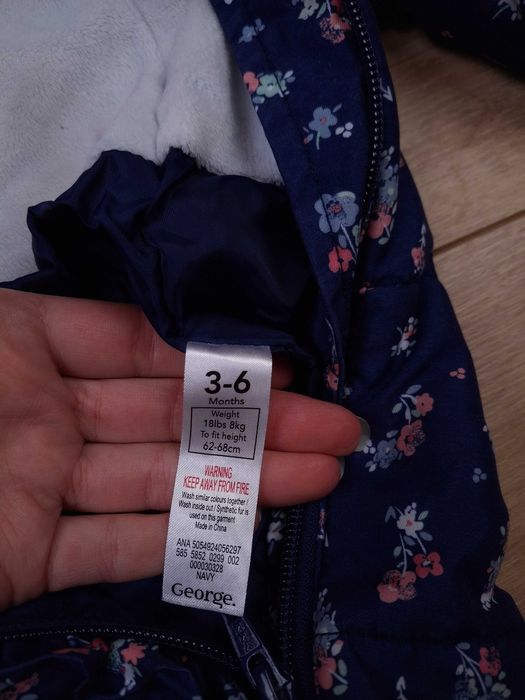 3-6
Months
Weight
18lbs 8kg
To fit height
62-68cm
WARNING
KEEP AWAY FROM FIRE
Wash similar colours together /
Wash inside out / Synthetic fur is
used on this garment
Made in China
ANA 5054924056297
585 5852 0299 002
000030328
NAVY
George.